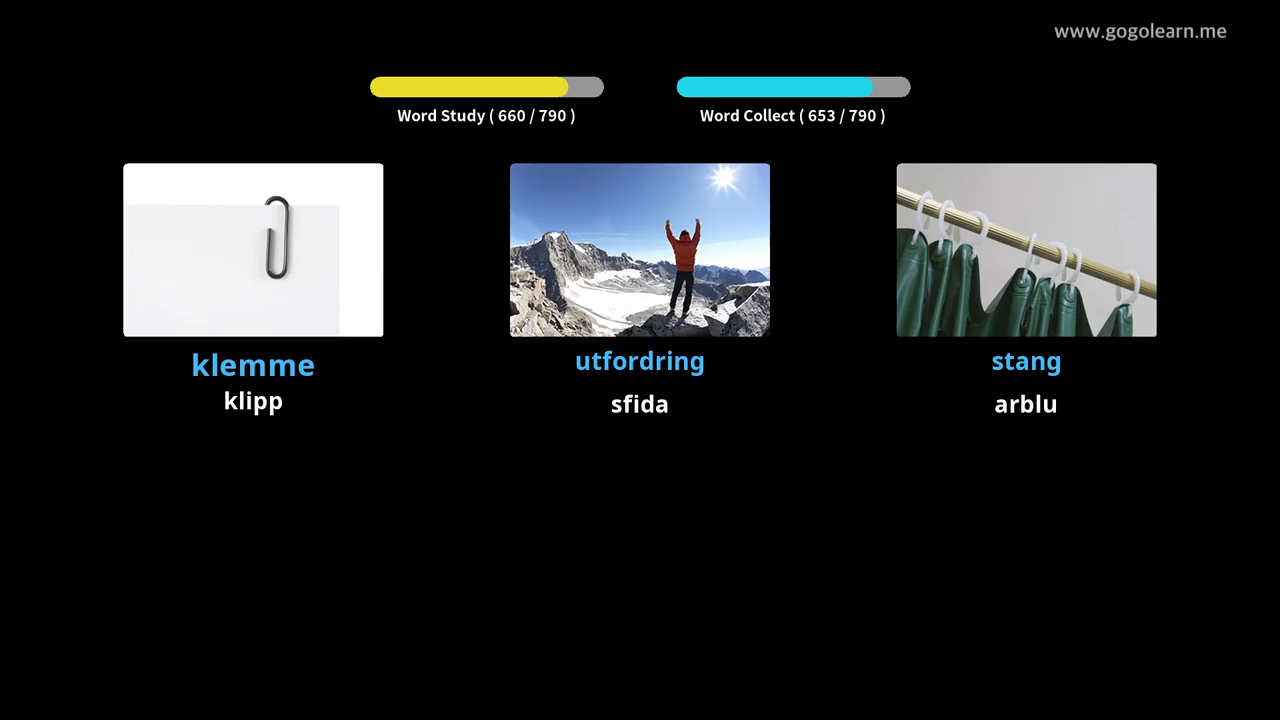 www.gogolearn.me
Word Study ( 660 / 790 )
Word Collect ( 653 / 790 )
klemme
klipp
utfordring
sfida
stang
arblu